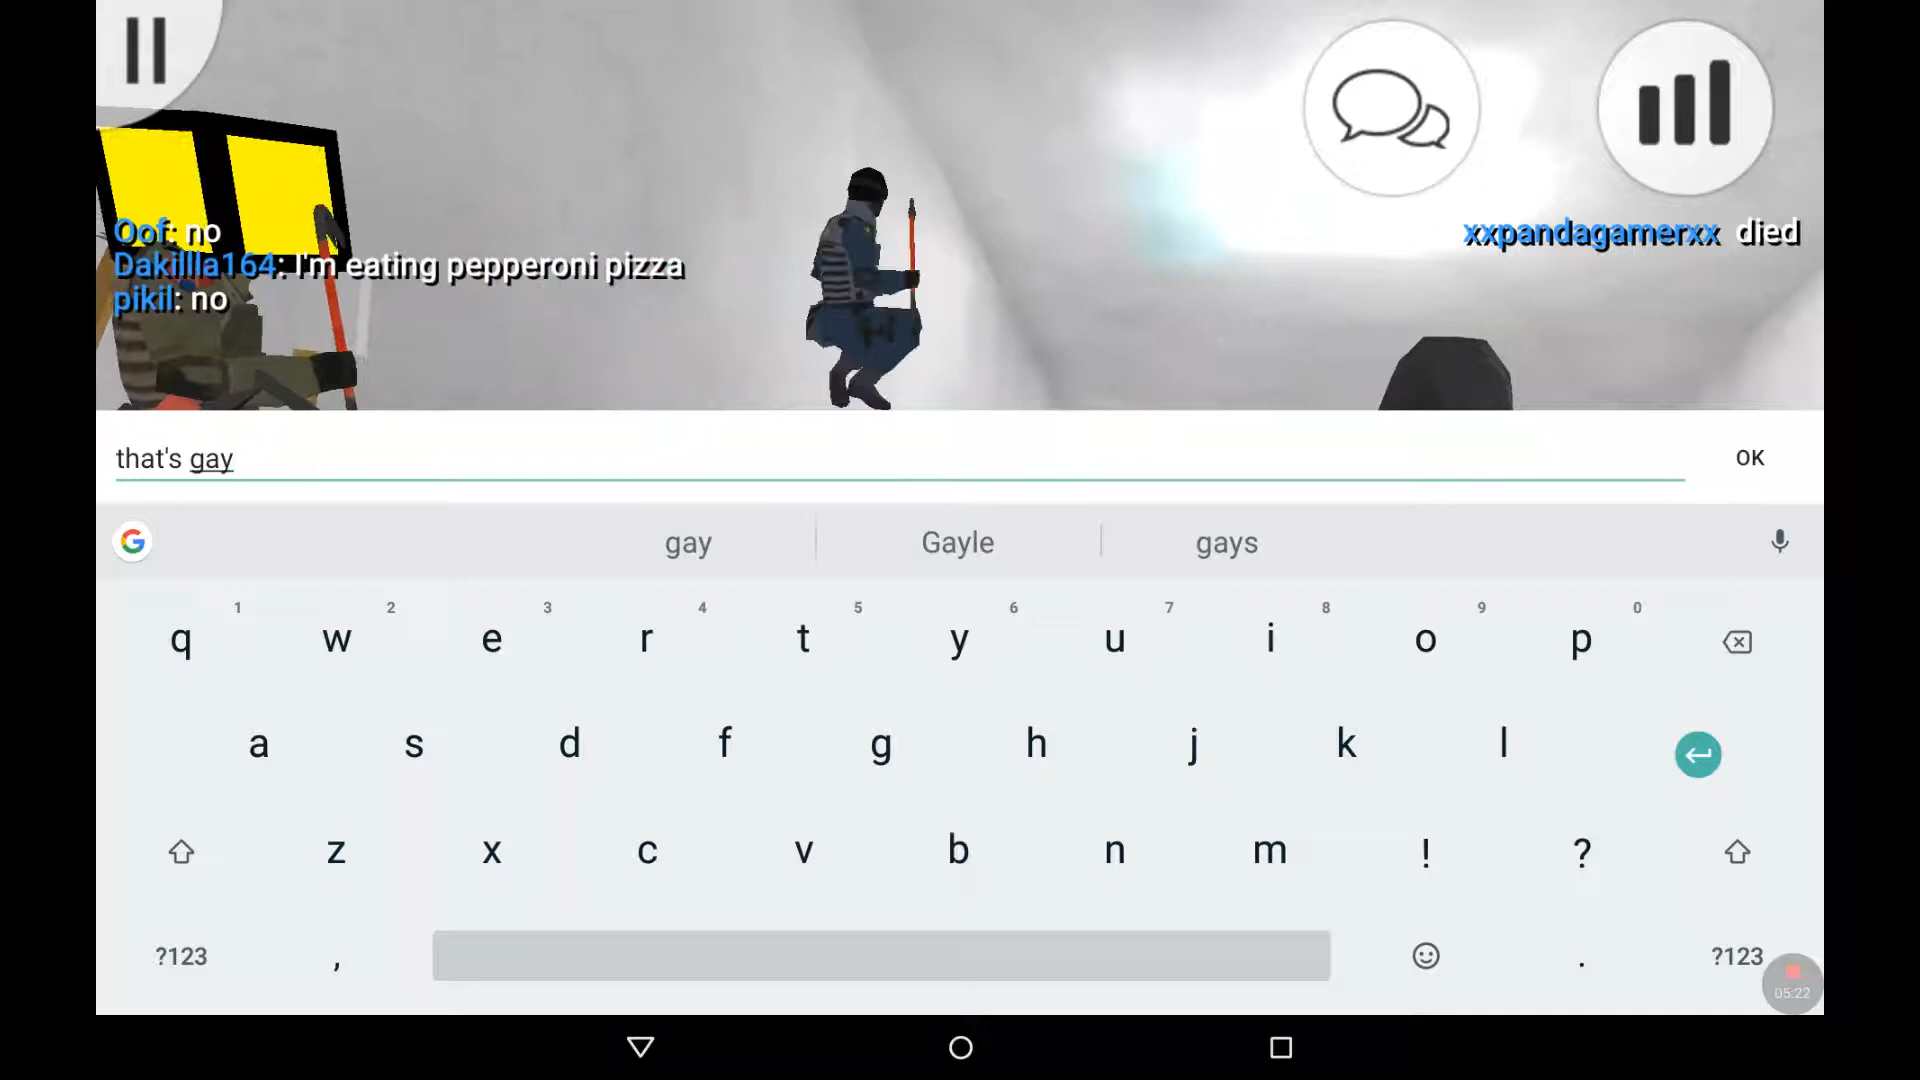 Oof: no
xxpandagamerxx died
Dakillla164: I'm eating pepperoni pizza
pikil: no
that's gay
OK
gay Gayle gays
1 2 3 4 5 6 7 8 9 0
q w e r t y u i o p
a s d f g h j k l
z x c v b n m ! ?
?123 , . ?123
05:22